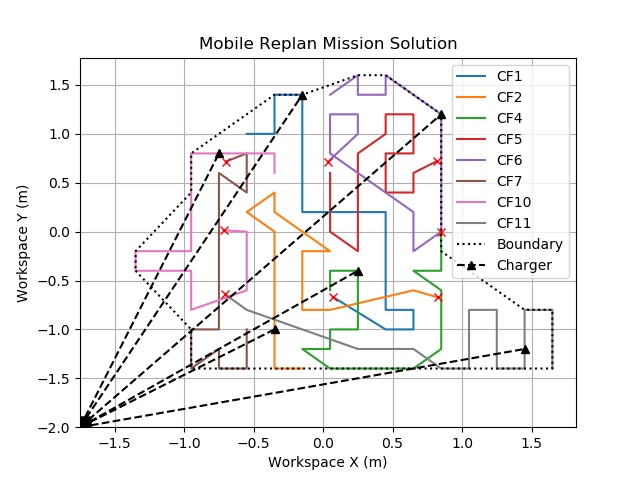 Mobile Replan Mission Solution
Workspace Y (m)
1.5
1.0
0.5
0.0
−0.5
−1.0
−1.5
−2.0
−1.5
−1.0
−0.5
0.0
0.5
1.0
1.5
Workspace X (m)
CF1
CF2
CF4
CF5
CF6
CF7
CF10
CF11
Boundary
Charger